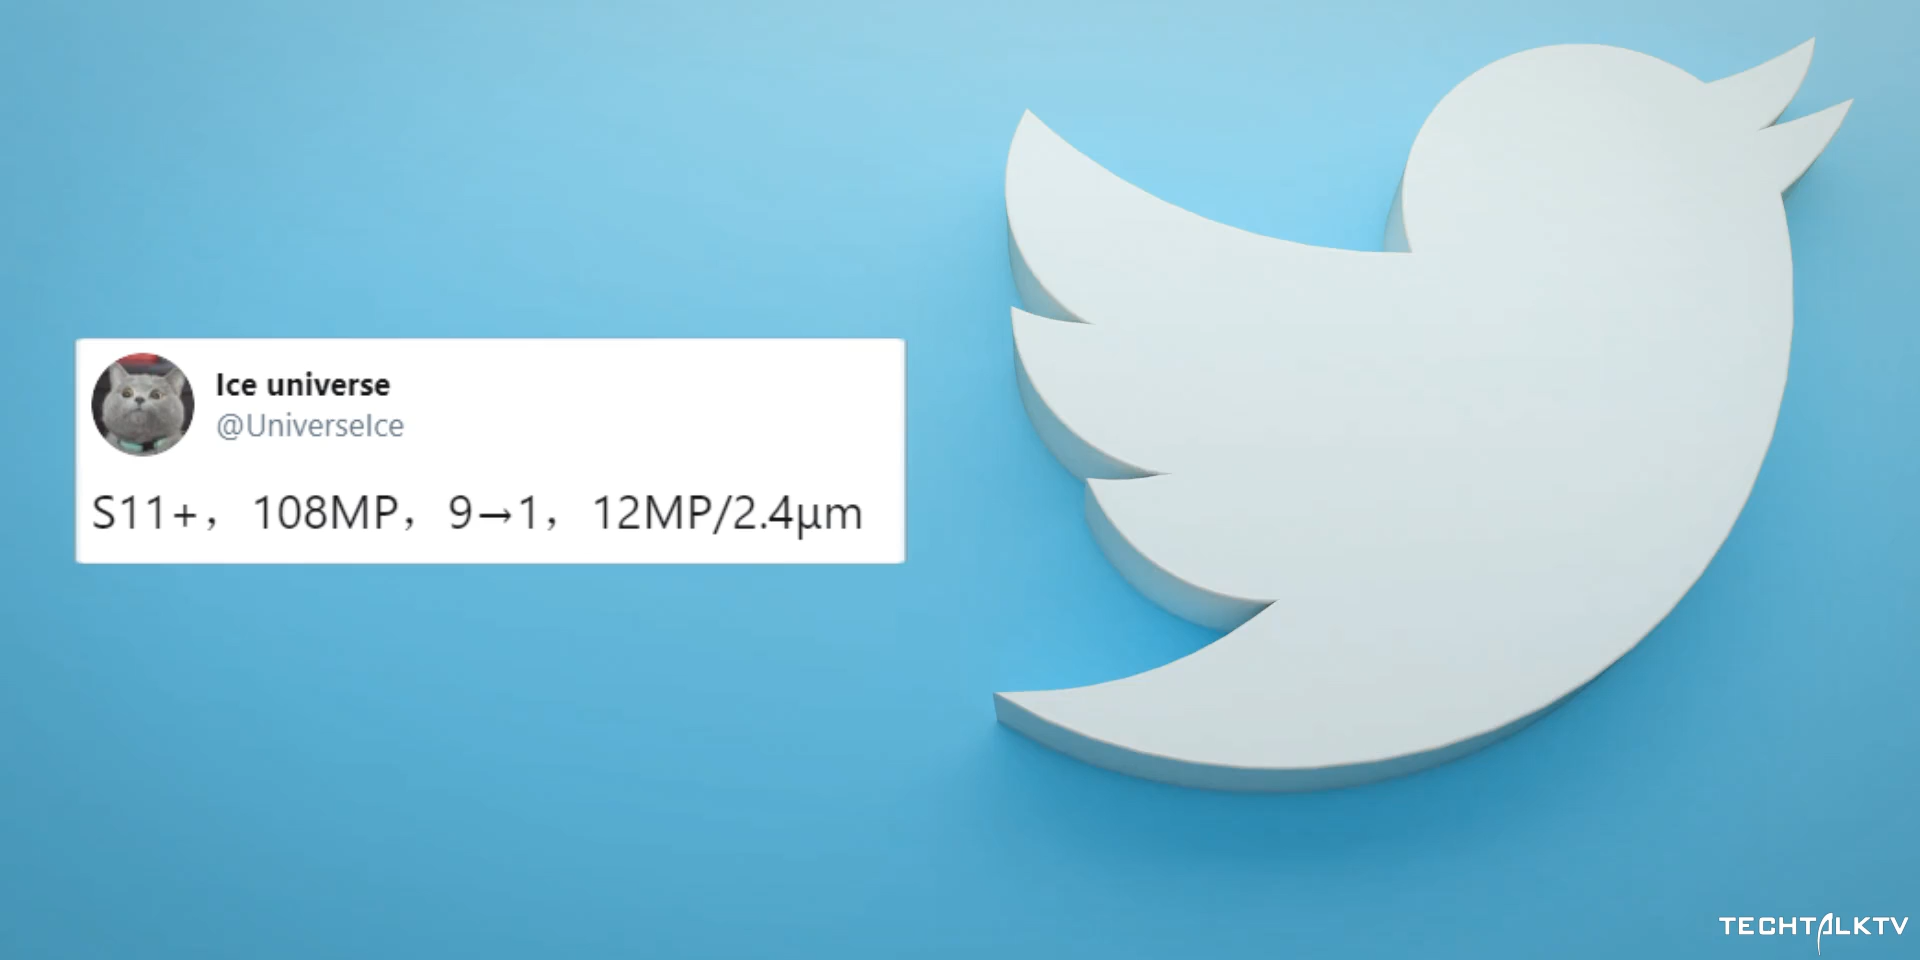 Ice universe
@UniverseIce
S11+，108MP，9→1，12MP/2.4μm
TECHTALKTV